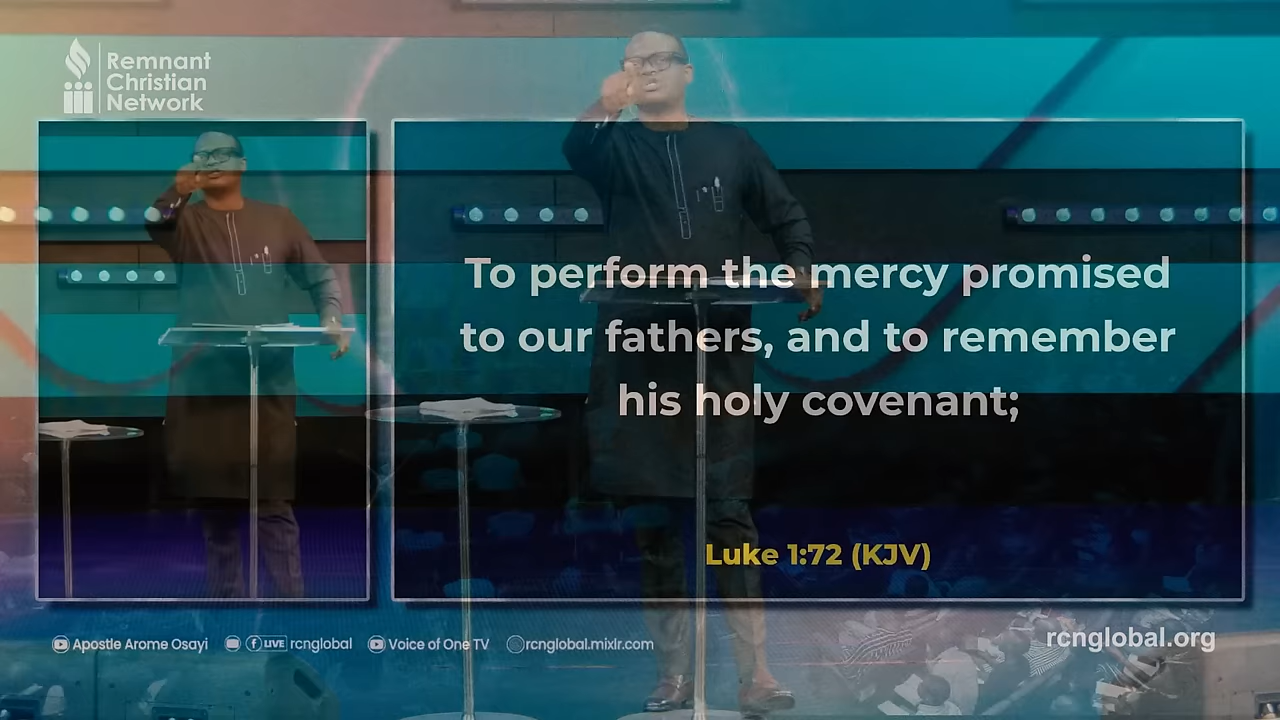 Remnant
Christian
Network
To perform the mercy promised
to our fathers, and to remember
his holy covenant;
Luke 1:72 (KJV)
Apostle Arome Osayi
LIVE rcnglobal
Voice of One TV
rcnglobal.mixlr.com
rcnglobal.org